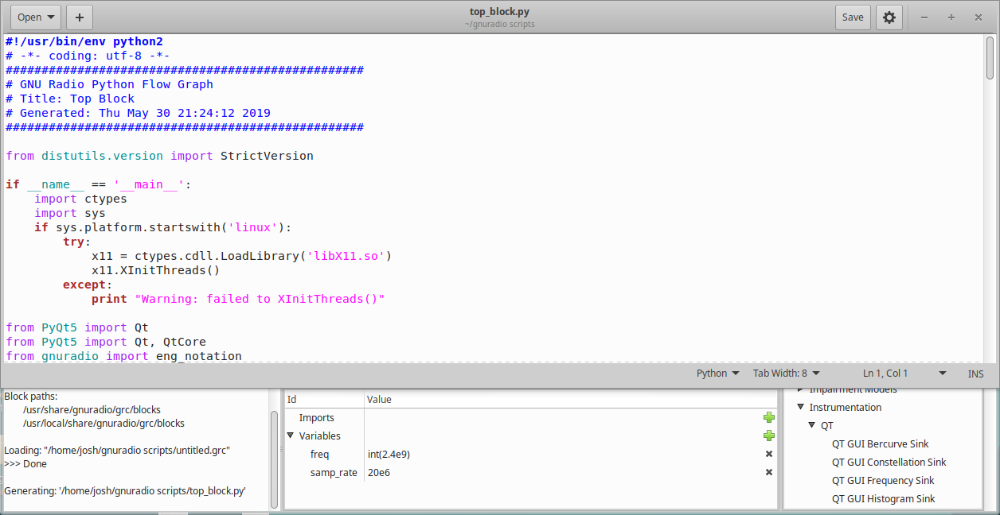 Open
+
top_block.py
~/gnuradio scripts
Save
#!/usr/bin/env python2
# -*- coding: utf-8 -*-
##################################################
# GNU Radio Python Flow Graph
# Title: Top Block
# Generated: Thu May 30 21:24:12 2019
##################################################
from distutils.version import StrictVersion
if __name__ == '__main__':
    import ctypes
    import sys
    if sys.platform.startswith('linux'):
        try:
            x11 = ctypes.cdll.LoadLibrary('libX11.so')
            x11.XInitThreads()
        except:
            print "Warning: failed to XInitThreads()"
from PyQt5 import Qt
from PyQt5 import Qt, QtCore
from gnuradio import eng_notation
Python
Tab Width: 8
Ln 1, Col 1
INS
Block paths:
/usr/share/gnuradio/grc/blocks
/usr/local/share/gnuradio/grc/blocks
Loading: "/home/josh/gnuradio scripts/untitled.grc"
>>> Done
Generating: '/home/josh/gnuradio scripts/top_block.py'
Id Value
Imports
Variables
freq int(2.4e9)
samp_rate 20e6
Impairment Models
Instrumentation
QT
QT GUI Bercurve Sink
QT GUI Constellation Sink
QT GUI Frequency Sink
QT GUI Histogram Sink